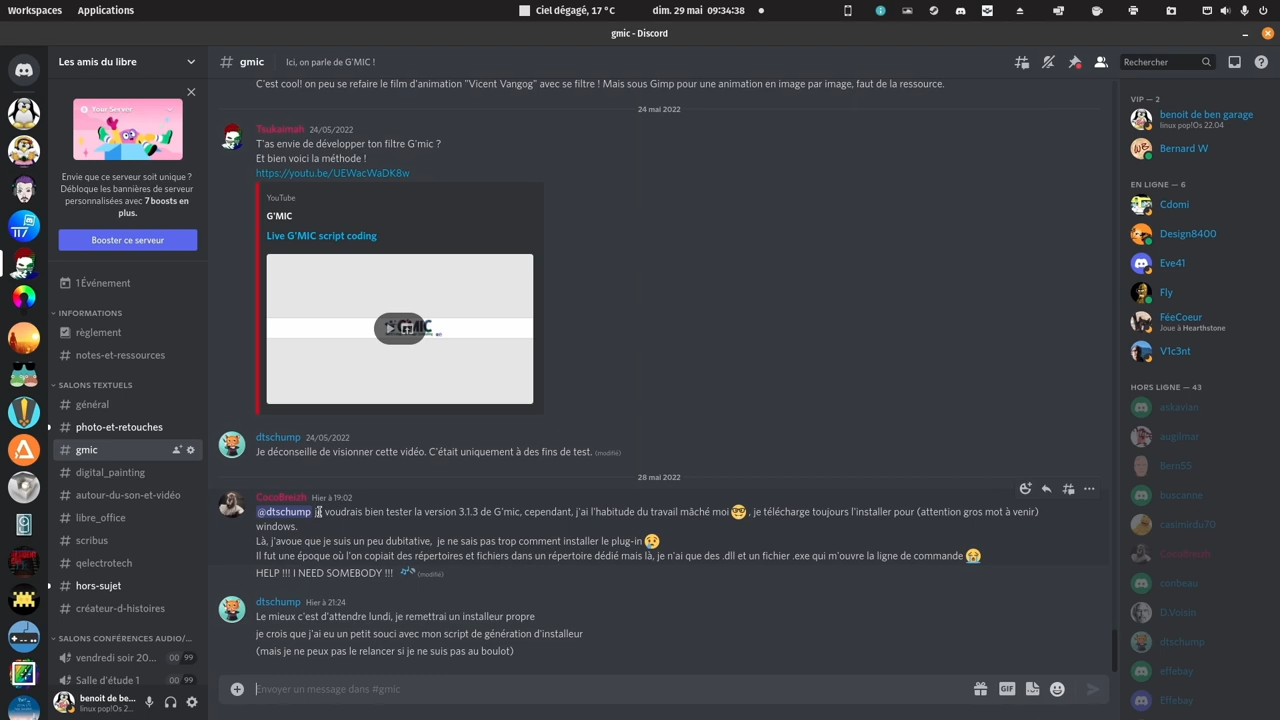 Workspaces Applications Ciel dégagé, 17 °C dim. 29 mai 09:34:38
gmic - Discord
Les amis du libre
# gmic Ici, on parle de G'MIC !
Rechercher
Your Server
Envie que ce serveur soit unique ?
Débloque les bannières de serveur
personnalisées avec 7 boosts en
plus.
Booster ce serveur
1 Événement
INFORMATIONS
règlement
# notes-et-ressources
SALONS TEXTUELS
# général
# photo-et-retouches
# gmic
# digital_painting
# autour-du-son-et-vidéo
# libre_office
# scribus
# qelectrotech
# hors-sujet
# créateur-d-histoires
SALONS CONFÉRENCES AUDIO/...
vendredi soir 20... 00 99
Salle d'étude 1 00 99
benoit de be...
linux pop!Os 2...
C'est cool! on peu se refaire le film d'animation "Vicent Vangog" avec se filtre ! Mais sous Gimp pour une animation en image par image, faut de la ressource.
24 mai 2022
Tsukaimah 24/05/2022
T'as envie de développer ton filtre G'mic ?
Et bien voici la méthode !
https://youtu.be/UEWacWaDK8w
YouTube
G'MIC
Live G'MIC script coding
dtschump 24/05/2022
Je déconseille de visionner cette vidéo. C'était uniquement à des fins de test. (modifié)
28 mai 2022
CocoBreizh Hier à 19:02
@dtschump je voudrais bien tester la version 3.1.3 de G'mic, cependant, j'ai l'habitude du travail mâché moi , je télécharge toujours l'installer pour (attention gros mot à venir)
windows.
Là, j'avoue que je suis un peu dubitative, je ne sais pas trop comment installer le plug-in
Il fut une époque où l'on copiait des répertoires et fichiers dans un répertoire dédié mais là, je n'ai que des .dll et un fichier .exe qui m'ouvre la ligne de commande
HELP !!! I NEED SOMEBODY !!! (modifié)
dtschump Hier à 21:24
Le mieux c'est d'attendre lundi, je remettrai un installeur propre
je crois que j'ai eu un petit souci avec mon script de génération d'installeur
(mais je ne peux pas le relancer si je ne suis pas au boulot)
Envoyer un message dans #gmic
GIF
VIP — 2
benoit de ben garage
linux pop!Os 22.04
Bernard W
EN LIGNE — 6
Cdomi
Design8400
Eve41
Fly
FéeCoeur
Joue à Hearthstone
V1c3nt
HORS LIGNE — 43
askavian
augilmar
Bern55
buscanne
casimirdu70
CocoBreizh
conbeau
D.Voisin
dtschump
effebay
Effebay